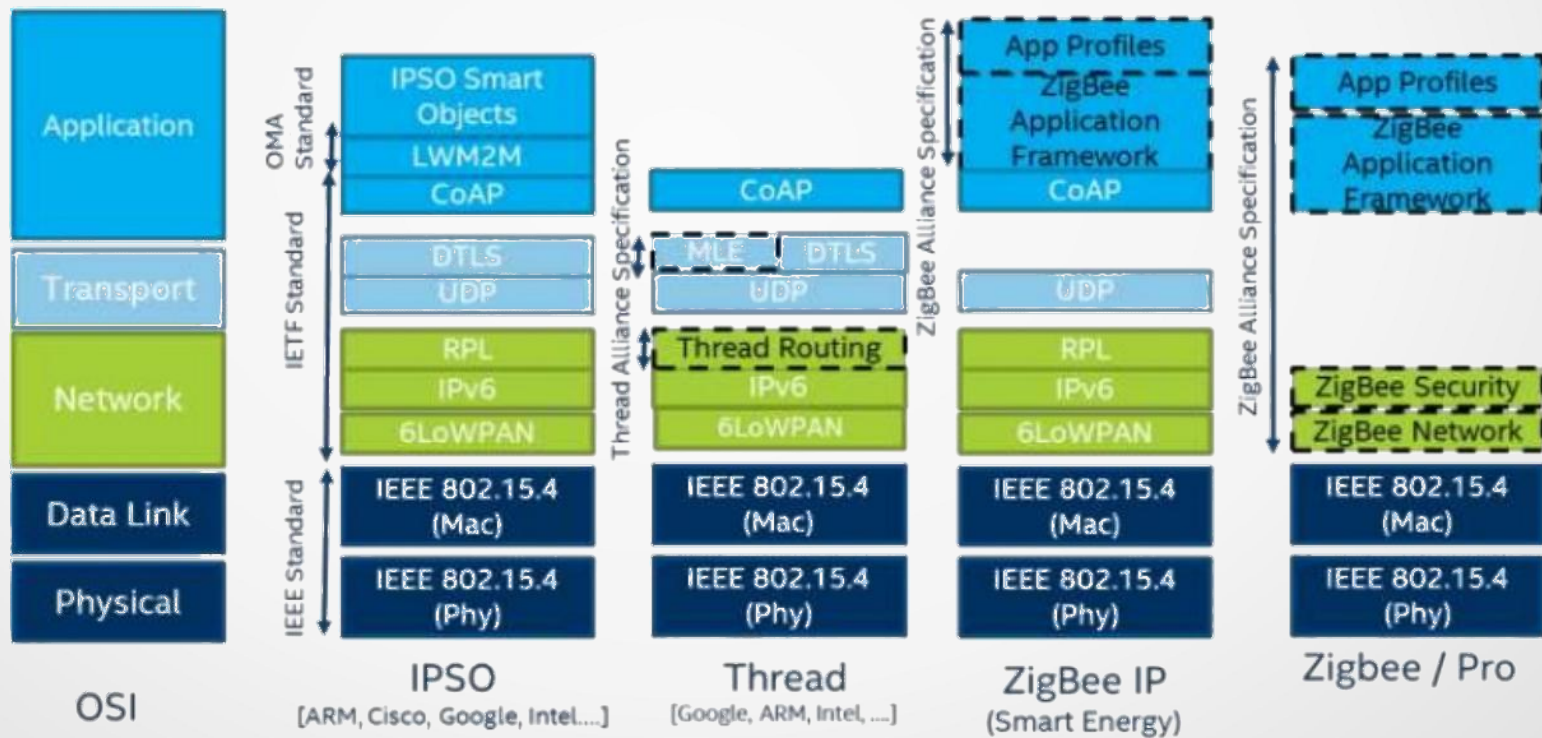 Application
Transport
Network
Data Link
Physical
OSI
OMA
Standard
IETF Standard
IEEE Standard
IPSO Smart
Objects
LWM2M
CoAP
DTLS
UDP
RPL
IPv6
6LoWPAN
IEEE 802.15.4
(Mac)
IEEE 802.15.4
(Phy)
IPSO
[ARM, Cisco, Google, Intel....]
Thread Alliance Specification
CoAP
MLE
DTLS
UDP
Thread Routing
IPv6
6LoWPAN
IEEE 802.15.4
(Mac)
IEEE 802.15.4
(Phy)
Thread
[Google, ARM, Intel, ....]
ZigBee Alliance Specification
App Profiles
ZigBee
Application
Framework
CoAP
UDP
RPL
IPv6
6LoWPAN
IEEE 802.15.4
(Mac)
IEEE 802.15.4
(Phy)
ZigBee IP
(Smart Energy)
ZigBee Alliance Specification
App Profiles
ZigBee
Application
Framework
ZigBee Security
ZigBee Network
IEEE 802.15.4
(Mac)
IEEE 802.15.4
(Phy)
Zigbee / Pro